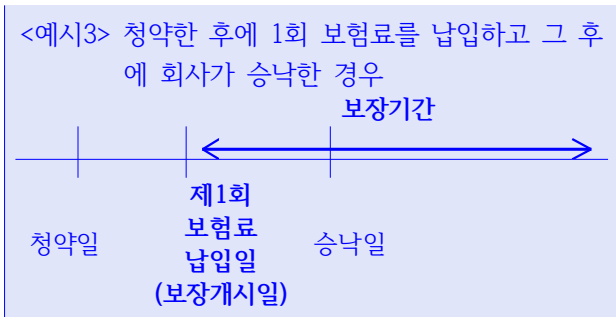 <예시3> 청약한 후에 1회 보험료를 납입하고 그 후
에 회사가 승낙한 경우
보장기간
제1회
보험료
청약일
납입일
승낙일
(보장개시일)